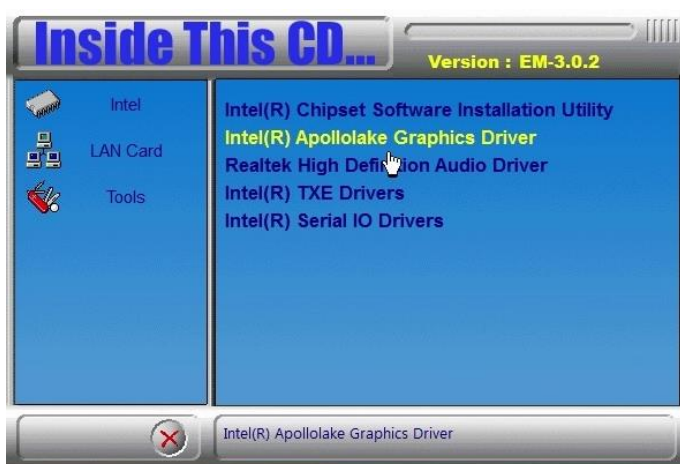 Inside This CD...
Version : EM-3.0.2
Intel
LAN Card
Tools
Intel(R) Chipset Software Installation Utility
Intel(R) Apollolake Graphics Driver
Realtek High Definition Audio Driver
Intel(R) TXE Drivers
Intel(R) Serial IO Drivers
Intel(R) Apollolake Graphics Driver